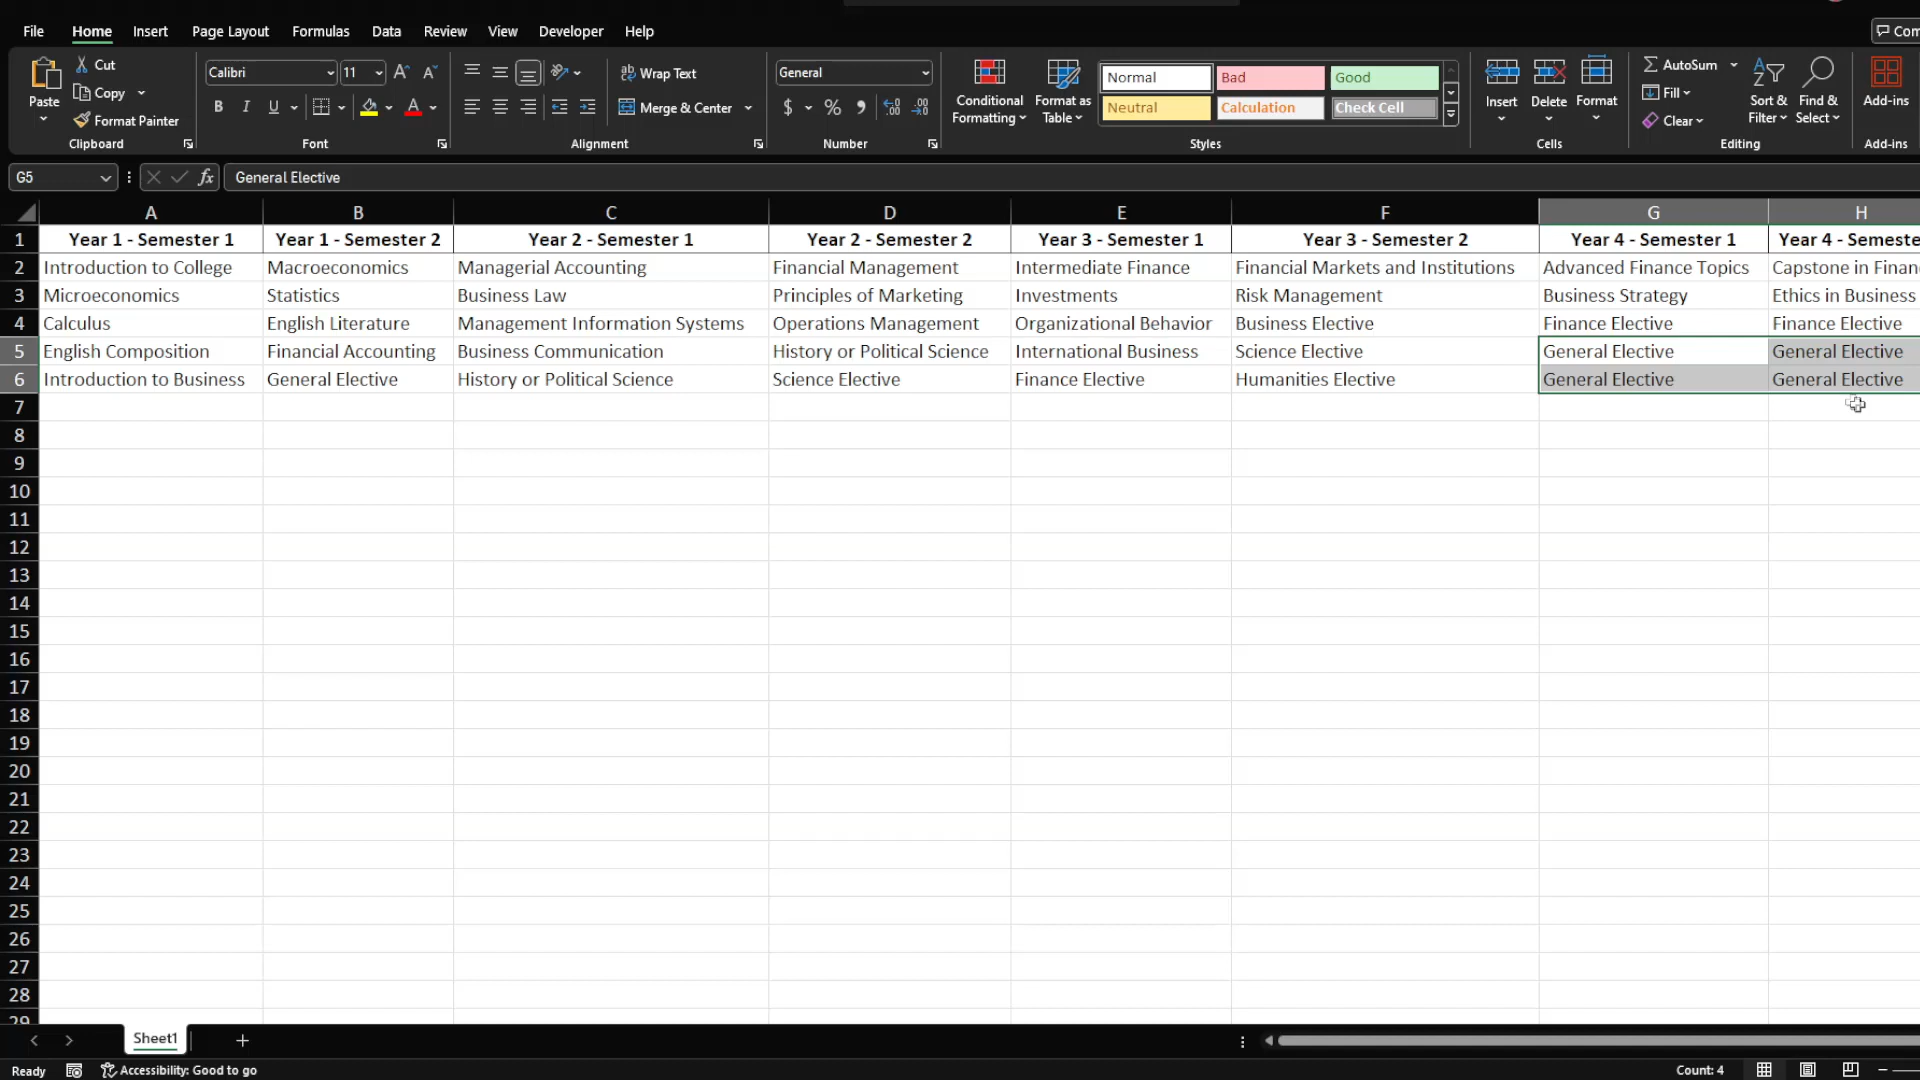 File Home Insert Page Layout Formulas Data Review View Developer Help
Paste Cut Copy Format Painter Clipboard
Calibri 11 A A B I U A Font
ab Wrap Text Merge & Center Alignment
General $ % 9 Number
Conditional Formatting Format as Table
Normal Bad Good
Neutral Calculation Check Cell
Styles
Insert Delete Format Cells
AutoSum Fill Clear Sort & Filter Find & Select Editing
Add-ins Add-ins
G5 fx General Elective
A B C D E F G H
1 Year 1 - Semester 1 Year 1 - Semester 2 Year 2 - Semester 1 Year 2 - Semester 2 Year 3 - Semester 1 Year 3 - Semester 2 Year 4 - Semester 1 Year 4 - Semeste
2 Introduction to College Macroeconomics Managerial Accounting Financial Management Intermediate Finance Financial Markets and Institutions Advanced Finance Topics Capstone in Finan
3 Microeconomics Statistics Business Law Principles of Marketing Investments Risk Management Business Strategy Ethics in Business
4 Calculus English Literature Management Information Systems Operations Management Organizational Behavior Business Elective Finance Elective Finance Elective
5 English Composition Financial Accounting Business Communication History or Political Science International Business Science Elective General Elective General Elective
6 Introduction to Business General Elective History or Political Science Science Elective Finance Elective Humanities Elective General Elective General Elective
7
8
9
10
11
12
13
14
15
16
17
18
19
20
21
22
23
24
25
26
27
28
29
Sheet1
Ready Accessibility: Good to go Count: 4